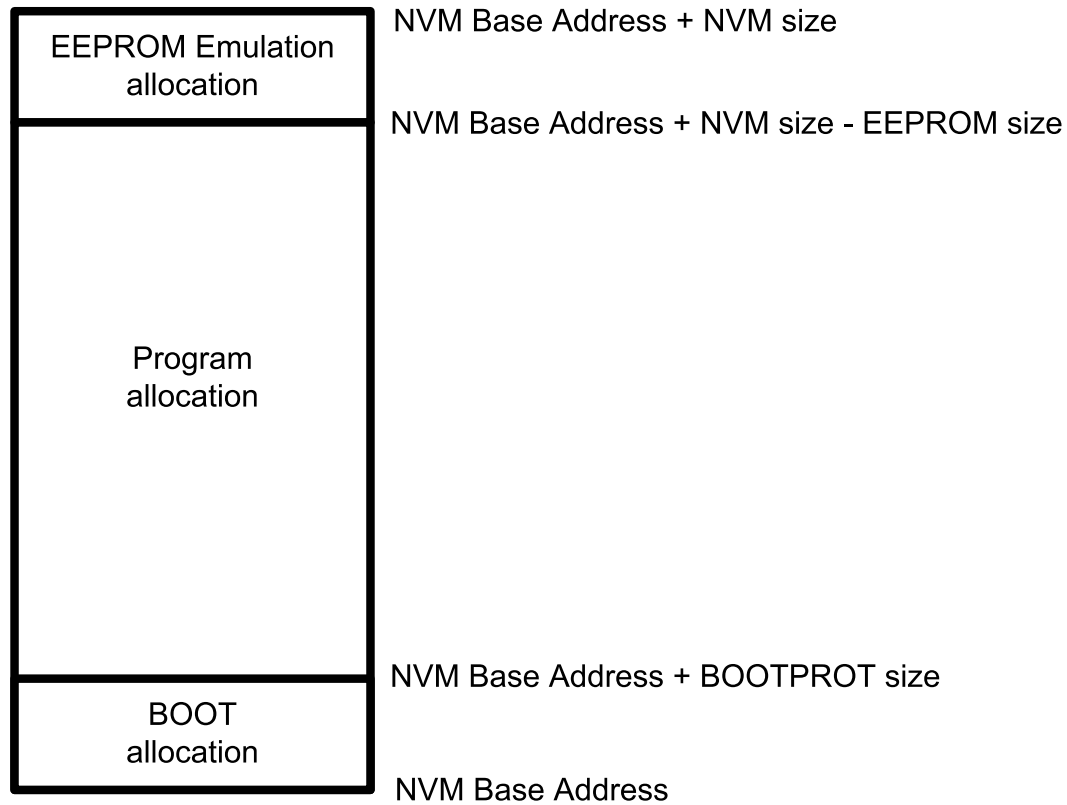 NVM Base Address + NVM size
EEPROM Emulation
allocation
NVM Base Address + NVM size - EEPROM size
Program
allocation
NVM Base Address + BOOTPROT size
BOOT
allocation
NVM Base Address